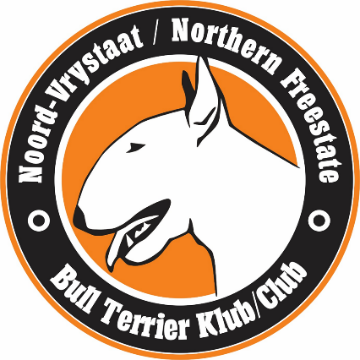 Noord-Vrystaat / Northern Freestate
Bull Terrier Klub/Club